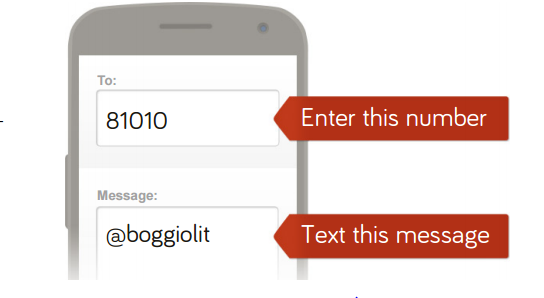 To:
81010
Enter this number
Message:
@boggiolit
Text this message